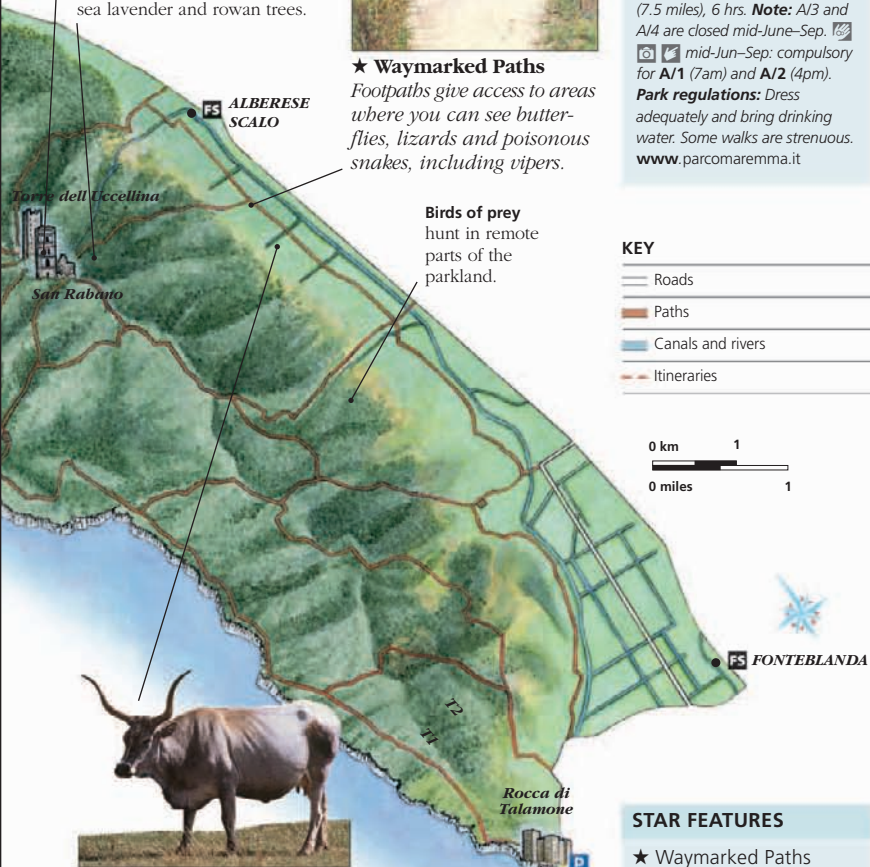 sea lavender and rowan trees.
★ Waymarked Paths
Footpaths give access to areas
where you can see butter-
flies, lizards and poisonous
snakes, including vipers.
FS ALBERESE
SCALO
Torre dell Uccellina
San Rabano
Birds of prey
hunt in remote
parts of the
parkland.
T2
T1
Rocca di
Talamone
P
FS FONTEBLANDA
(7.5 miles), 6 hrs. Note: A/3 and
A/4 are closed mid-June–Sep.
mid-Jun–Sep: compulsory
for A/1 (7am) and A/2 (4pm).
Park regulations: Dress
adequately and bring drinking
water. Some walks are strenuous.
www.parcomaremma.it
KEY
Roads
Paths
Canals and rivers
Itineraries
0 km 1
0 miles 1
STAR FEATURES
★ Waymarked Paths